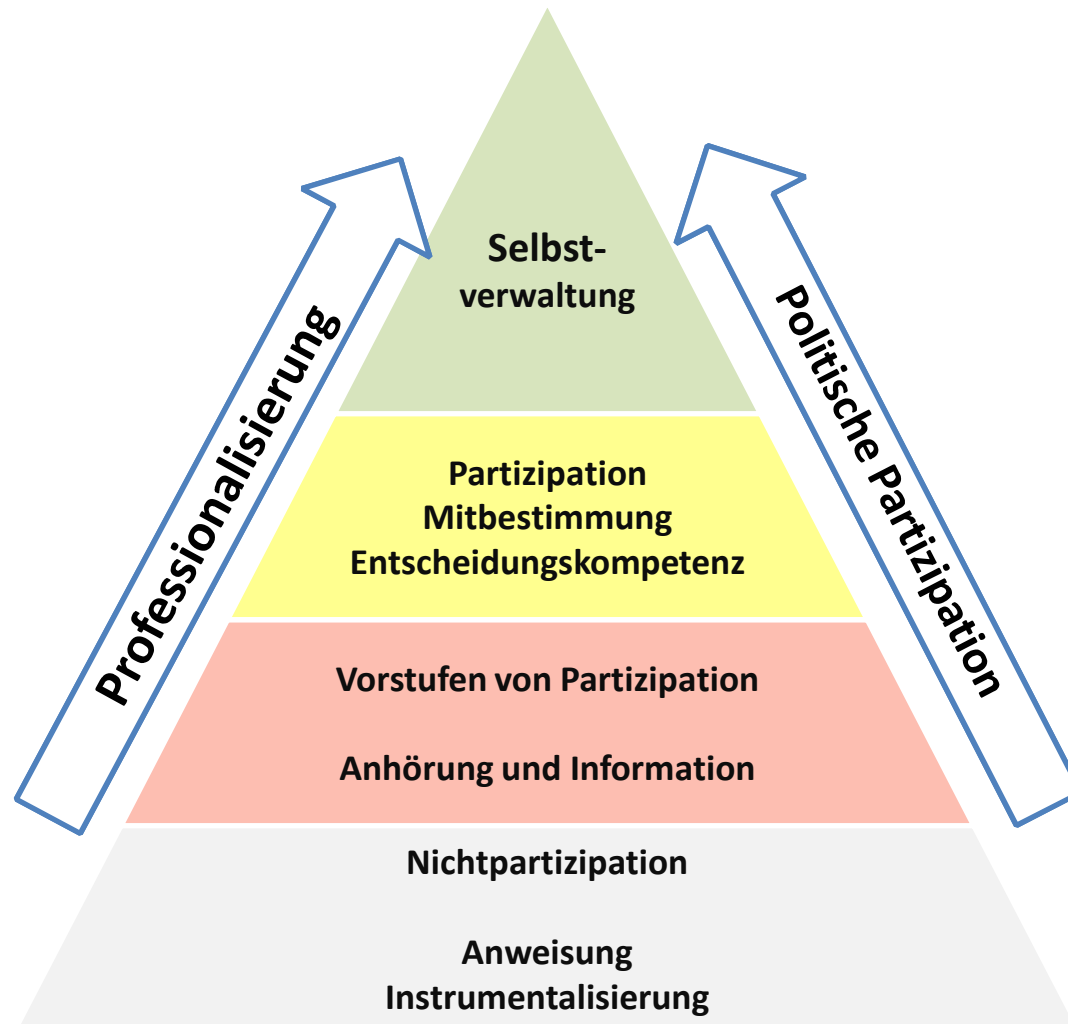 Selbst-
verwaltung
Professionalisierung
Politische Partizipation
Partizipation
Mitbestimmung
Entscheidungskompetenz
Vorstufen von Partizipation
Anhörung und Information
Nichtpartizipation
Anweisung
Instrumentalisierung